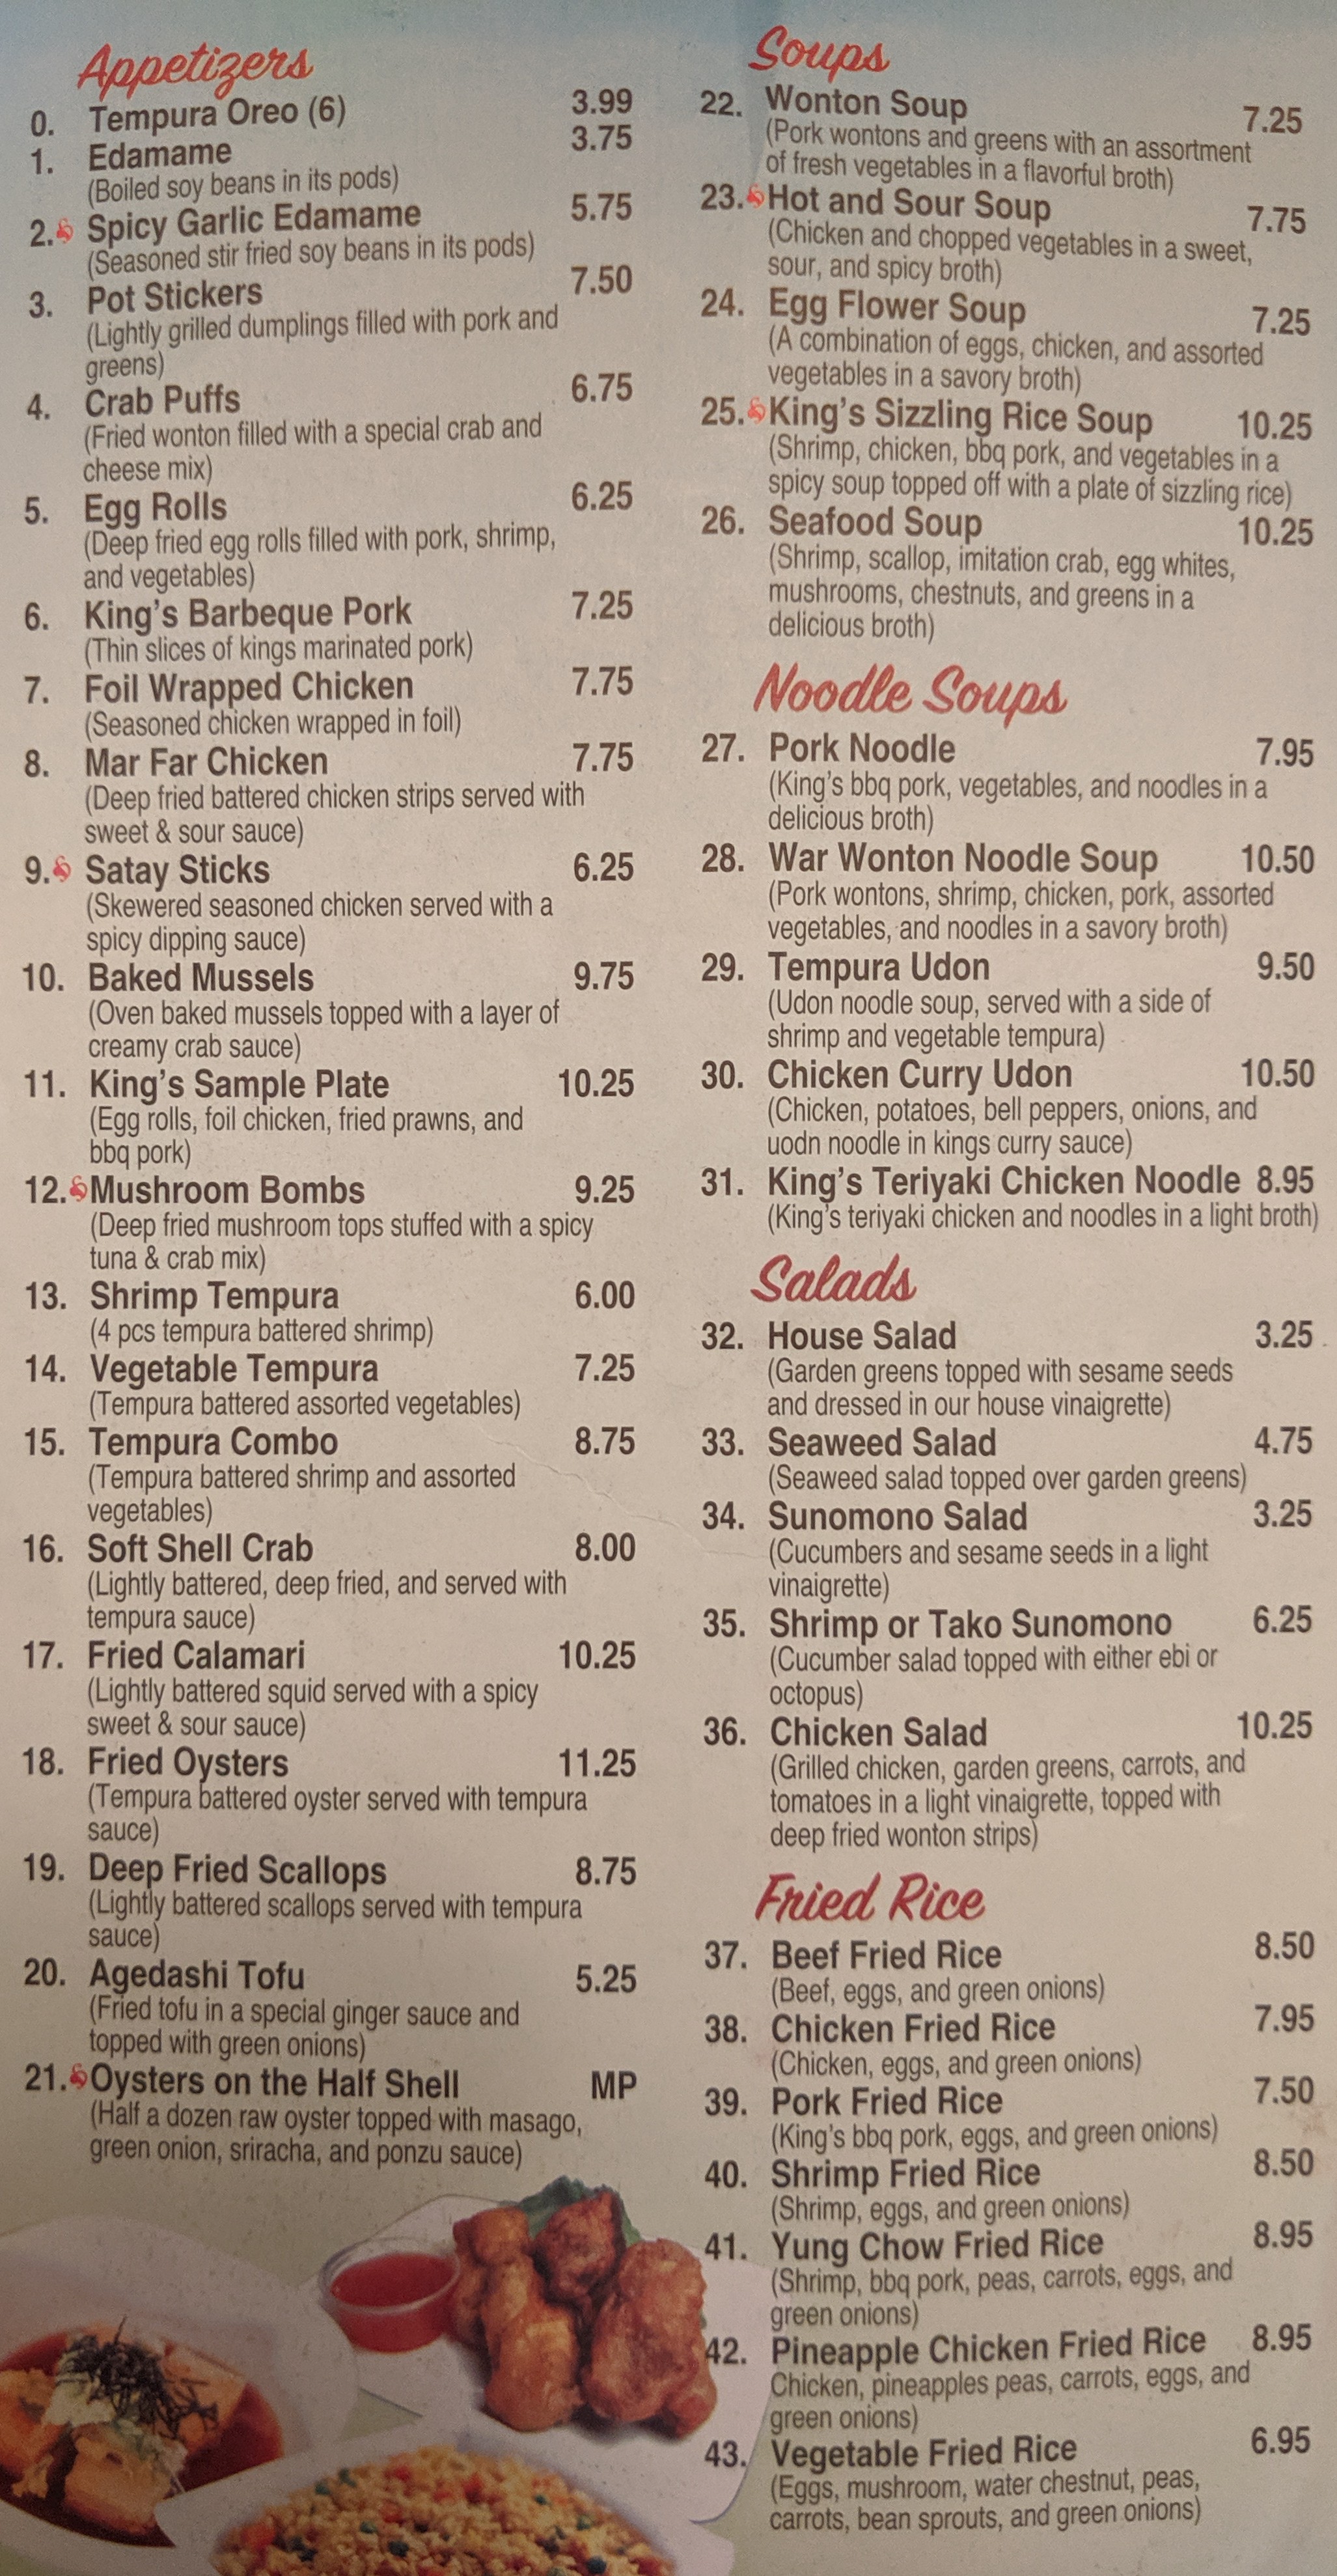 Appetizers
0. Tempura Oreo (6) 3.99
1. Edamame 3.75
(Boiled soy beans in its pods)
2. Spicy Garlic Edamame 5.75
(Seasoned stir fried soy beans in its pods)
3. Pot Stickers 7.50
(Lightly grilled dumplings filled with pork and
greens)
4. Crab Puffs 6.75
(Fried wonton filled with a special crab and
cheese mix)
5. Egg Rolls 6.25
(Deep fried egg rolls filled with pork, shrimp,
and vegetables)
6. King's Barbeque Pork 7.25
(Thin slices of kings marinated pork)
7. Foil Wrapped Chicken 7.75
(Seasoned chicken wrapped in foil)
8. Mar Far Chicken 7.75
(Deep fried battered chicken strips served with
sweet & sour sauce)
9. Satay Sticks 6.25
(Skewered seasoned chicken served with a
spicy dipping sauce)
10. Baked Mussels 9.75
(Oven baked mussels topped with a layer of
creamy crab sauce)
11. King's Sample Plate 10.25
(Egg rolls, foil chicken, fried prawns, and
bbq pork)
12. Mushroom Bombs 9.25
(Deep fried mushroom tops stuffed with a spicy
tuna & crab mix)
13. Shrimp Tempura 6.00
(4 pcs tempura battered shrimp)
14. Vegetable Tempura 7.25
(Tempura battered assorted vegetables)
15. Tempura Combo 8.75
(Tempura battered shrimp and assorted
vegetables)
16. Soft Shell Crab 8.00
(Lightly battered, deep fried, and served with
tempura sauce)
17. Fried Calamari 10.25
(Lightly battered squid served with a spicy
sweet & sour sauce)
18. Fried Oysters 11.25
(Tempura battered oyster served with tempura
sauce)
19. Deep Fried Scallops 8.75
(Lightly battered scallops served with tempura
sauce)
20. Agedashi Tofu 5.25
(Fried tofu in a special ginger sauce and
topped with green onions)
21. Oysters on the Half Shell MP
(Half a dozen raw oyster topped with masago,
green onion, sriracha, and ponzu sauce)
Soups
22. Wonton Soup 7.25
(Pork wontons and greens with an assortment
of fresh vegetables in a flavorful broth)
23. Hot and Sour Soup 7.75
(Chicken and chopped vegetables in a sweet,
sour, and spicy broth)
24. Egg Flower Soup 7.25
(A combination of eggs, chicken, and assorted
vegetables in a savory broth)
25. King's Sizzling Rice Soup 10.25
(Shrimp, chicken, bbq pork, and vegetables in a
spicy soup topped off with a plate of sizzling rice)
26. Seafood Soup 10.25
(Shrimp, scallop, imitation crab, egg whites,
mushrooms, chestnuts, and greens in a
delicious broth)
Noodle Soups
27. Pork Noodle 7.95
(King's bbq pork, vegetables, and noodles in a
delicious broth)
28. War Wonton Noodle Soup 10.50
(Pork wontons, shrimp, chicken, pork, assorted
vegetables, and noodles in a savory broth)
29. Tempura Udon 9.50
(Udon noodle soup, served with a side of
shrimp and vegetable tempura)
30. Chicken Curry Udon 10.50
(Chicken, potatoes, bell peppers, onions, and
uodn noodle in kings curry sauce)
31. King's Teriyaki Chicken Noodle 8.95
(King's teriyaki chicken and noodles in a light broth)
Salads
32. House Salad 3.25
(Garden greens topped with sesame seeds
and dressed in our house vinaigrette)
33. Seaweed Salad 4.75
(Seaweed salad topped over garden greens)
34. Sunomono Salad 3.25
(Cucumbers and sesame seeds in a light
vinaigrette)
35. Shrimp or Tako Sunomono 6.25
(Cucumber salad topped with either ebi or
octopus)
36. Chicken Salad 10.25
(Grilled chicken, garden greens, carrots, and
tomatoes in a light vinaigrette, topped with
deep fried wonton strips)
Fried Rice
37. Beef Fried Rice 8.50
(Beef, eggs, and green onions)
38. Chicken Fried Rice 7.95
(Chicken, eggs, and green onions)
39. Pork Fried Rice 7.50
(King's bbq pork, eggs, and green onions)
40. Shrimp Fried Rice 8.50
(Shrimp, eggs, and green onions)
41. Yung Chow Fried Rice 8.95
(Shrimp, bbq pork, peas, carrots, eggs, and
green onions)
42. Pineapple Chicken Fried Rice 8.95
Chicken, pineapples peas, carrots, eggs, and
green onions)
43. Vegetable Fried Rice 6.95
(Eggs, mushroom, water chestnut, peas,
carrots, bean sprouts, and green onions)